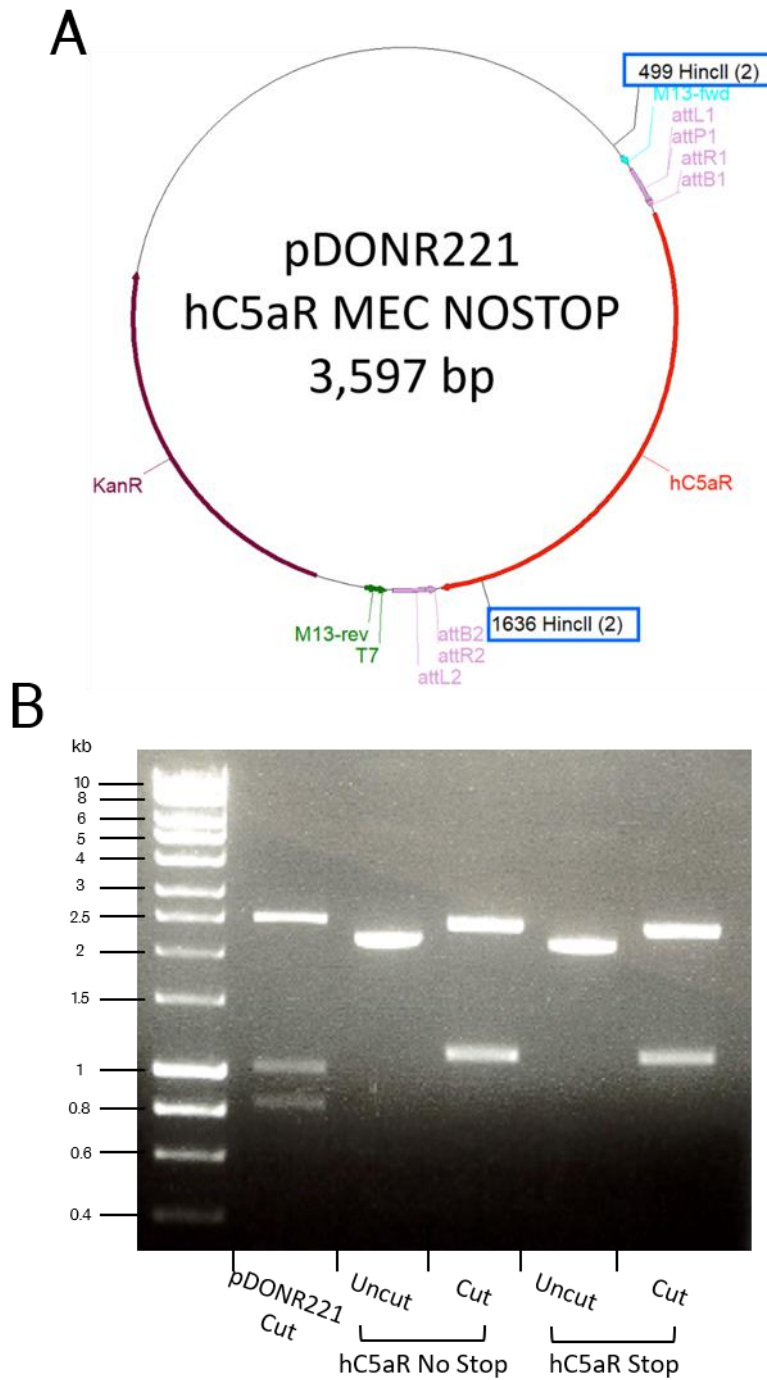 A
499 HincII (2)
M13-fwd
attL1
attP1
attR1
attB1
pDONR221
hC5aR MEC NOSTOP
3,597 bp
KanR
hC5aR
1636 HincII (2)
M13-rev
T7
attB2
attR2
attL2
B
kb
10
8
6
5
4
3
2.5
2
1.5
1
0.8
0.6
0.4
pDONR221 Uncut Cut Uncut Cut
Cut
hC5aR No Stop hC5aR Stop